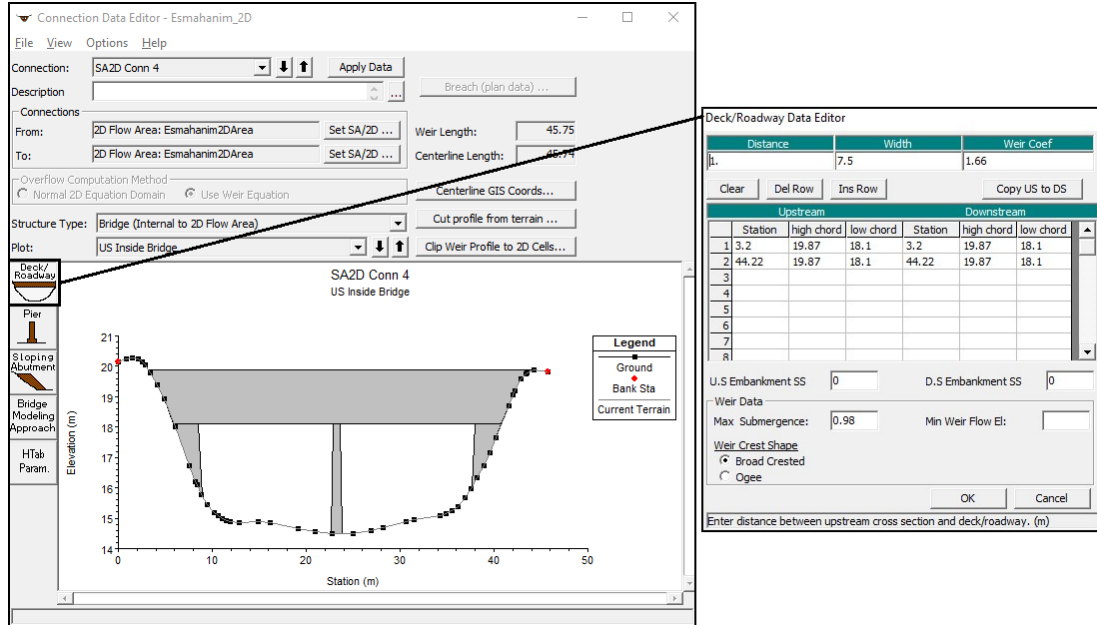 Connection Data Editor - Esmahanim_2D
File View Options Help
Connection: SA2D Conn 4 Apply Data
Description ... Breach (plan data) ...
Connections
From: 2D Flow Area: Esmahanim2DArea Set SA/2D ... Weir Length: 45.75
To: 2D Flow Area: Esmahanim2DArea Set SA/2D ... Centerline Length: 45.74
Overflow Computation Method
Normal 2D Equation Domain Use Weir Equation Centerline GIS Coords...
Structure Type: Bridge (Internal to 2D Flow Area) Cut profile from terrain ...
Plot: US Inside Bridge Clip Weir Profile to 2D Cells...
Deck/
Roadway
Pier
Sloping
Abutment
Bridge
Modeling
Approach
HTab
Param.
SA2D Conn 4
US Inside Bridge
21
20
19
18
17
16
15
14
Elevation (m)
0 10 20 30 40 50
Station (m)
Legend
Ground
Bank Sta
Current Terrain
Deck/Roadway Data Editor
Distance Width Weir Coef
1. 7.5 1.66
Clear Del Row Ins Row Copy US to DS
Upstream Downstream
Station high chord low chord Station high chord low chord
1 3.2 19.87 18.1 3.2 19.87 18.1
2 44.22 19.87 18.1 44.22 19.87 18.1
3
4
5
6
7
8
U.S Embankment SS 0 D.S Embankment SS 0
Weir Data
Max Submergence: 0.98 Min Weir Flow El:
Weir Crest Shape
Broad Crested
Ogee
OK Cancel
Enter distance between upstream cross section and deck/roadway. (m)